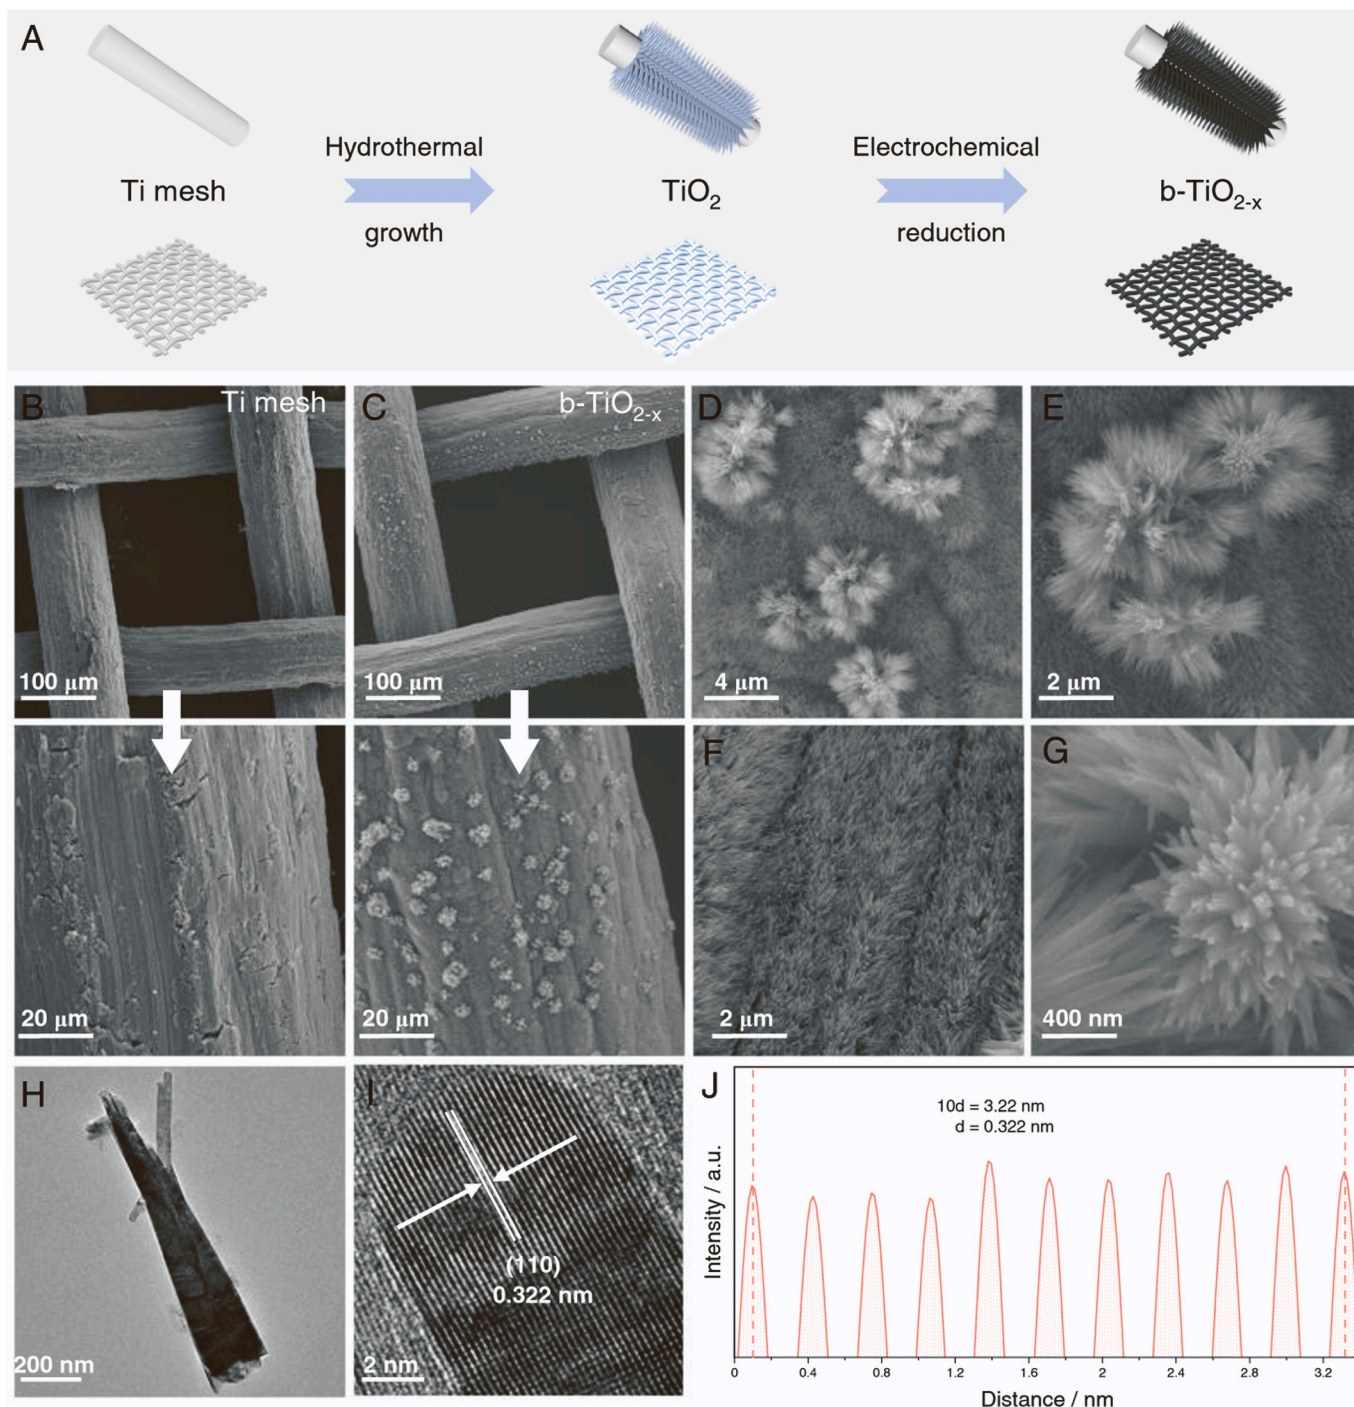 A
Hydrothermal
Electrochemical
Ti mesh
TiO2
b-TiO2-x
growth
reduction
B
Ti mesh
C
b-TiO2-x
D
E
100 μm
100 μm
4 μm
2 μm
F
G
20 μm
20 μm
2 μm
400 nm
H
I
J
10d = 3.22 nm
d = 0.322 nm
Intensity / a.u.
(110)
0.322 nm
200 nm
2 nm
0 0.4 0.8 1.2 1.6 2 2.4 2.8 3.2
Distance / nm